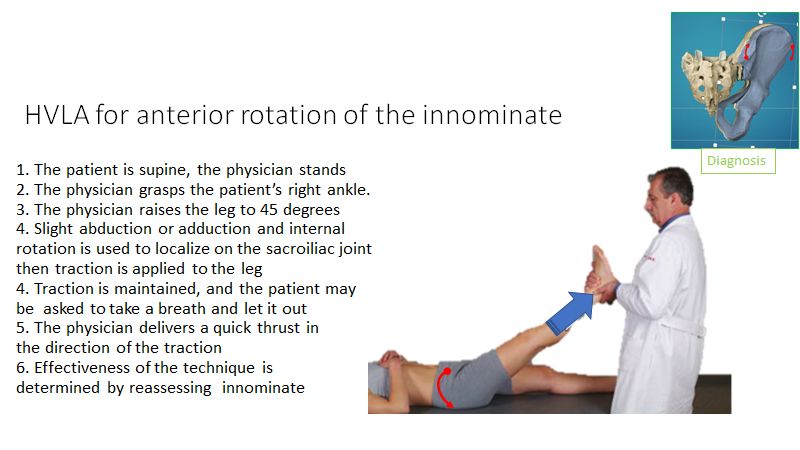 HVLA for anterior rotation of the innominate
Diagnosis
1. The patient is supine, the physician stands
2. The physician grasps the patient's right ankle.
3. The physician raises the leg to 45 degrees
4. Slight abduction or adduction and internal
rotation is used to localize on the sacroiliac joint
then traction is applied to the leg
4. Traction is maintained, and the patient may
be  asked to take a breath and let it out
5. The physician delivers a quick thrust in
the direction of the traction
6. Effectiveness of the technique is
determined by reassessing  innominate